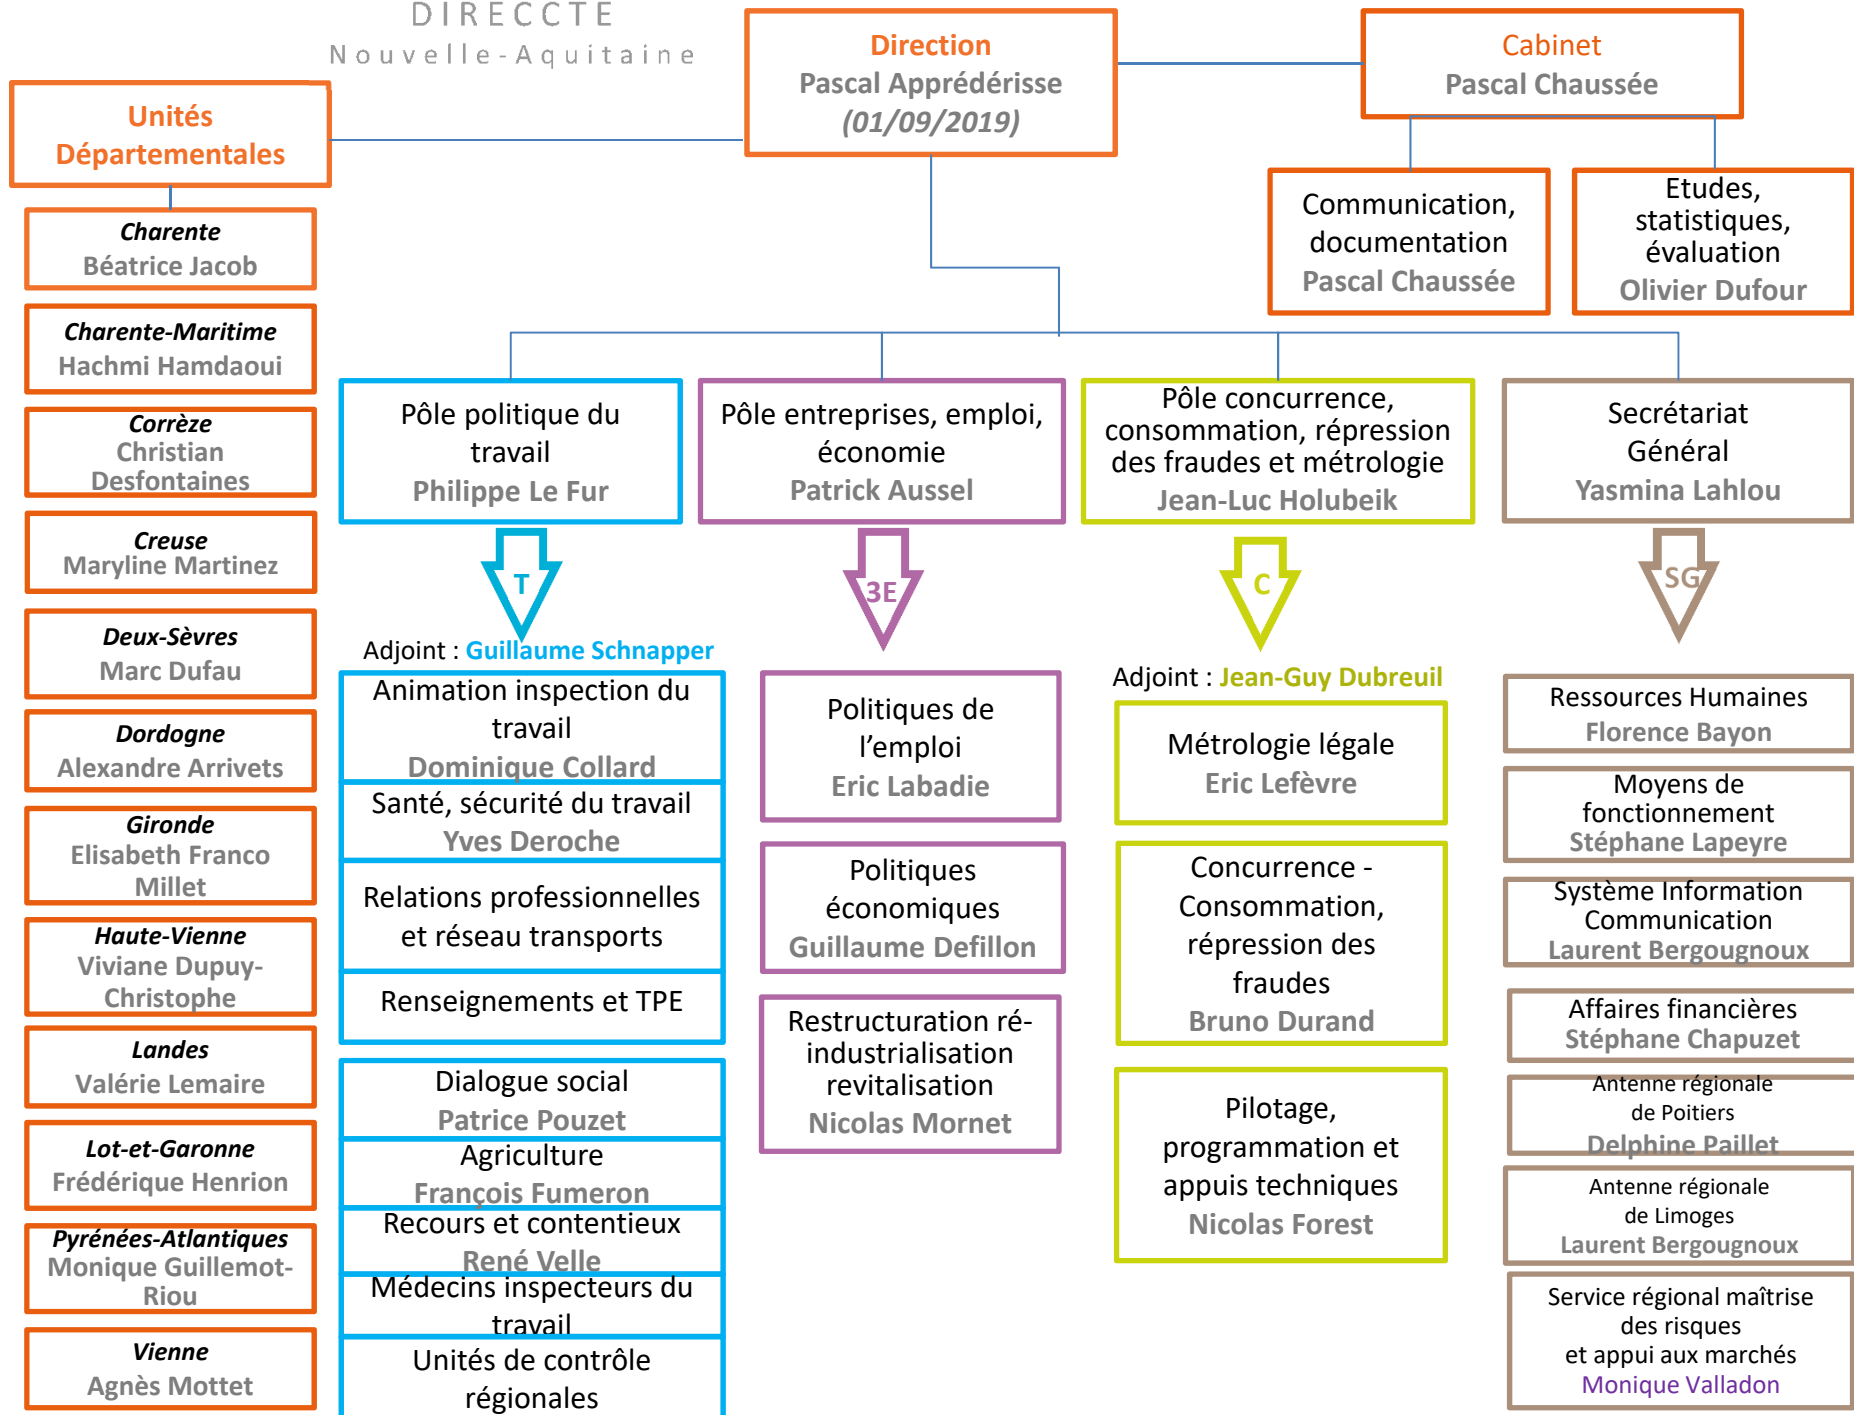 DIRECCTE
Nouvelle-Aquitaine
Direction
Pascal Apprédérisse
(01/09/2019)
Cabinet
Pascal Chaussée
Communication,
documentation
Pascal Chaussée
Etudes,
statistiques,
évaluation
Olivier Dufour
Unités
Départementales
Charente
Béatrice Jacob
Charente-Maritime
Hachmi Hamdaoui
Corrèze
Christian
Desfontaines
Creuse
Maryline Martinez
Deux-Sèvres
Marc Dufau
Dordogne
Alexandre Arrivets
Gironde
Elisabeth Franco
Millet
Haute-Vienne
Viviane Dupuy-
Christophe
Landes
Valérie Lemaire
Lot-et-Garonne
Frédérique Henrion
Pyrénées-Atlantiques
Monique Guillemot-
Riou
Vienne
Agnès Mottet
Pôle politique du
travail
Philippe Le Fur
T
Adjoint : Guillaume Schnapper
Animation inspection du
travail
Dominique Collard
Santé, sécurité du travail
Yves Deroche
Relations professionnelles
et réseau transports
Renseignements et TPE
Dialogue social
Patrice Pouzet
Agriculture
François Fumeron
Recours et contentieux
René Velle
Médecins inspecteurs du
travail
Unités de contrôle
régionales
Pôle entreprises, emploi,
économie
Patrick Aussel
3E
Politiques de
l’emploi
Eric Labadie
Politiques
économiques
Guillaume Defillon
Restructuration ré-
industrialisation
revitalisation
Nicolas Mornet
Pôle concurrence,
consommation, répression
des fraudes et métrologie
Jean-Luc Holubeik
C
Adjoint : Jean-Guy Dubreuil
Métrologie légale
Eric Lefèvre
Concurrence -
Consommation,
répression des
fraudes
Bruno Durand
Pilotage,
programmation et
appuis techniques
Nicolas Forest
Secrétariat
Général
Yasmina Lahlou
SG
Ressources Humaines
Florence Bayon
Moyens de
fonctionnement
Stéphane Lapeyre
Système Information
Communication
Laurent Bergougnoux
Affaires financières
Stéphane Chapuzet
Antenne régionale
de Poitiers
Delphine Paillet
Antenne régionale
de Limoges
Laurent Bergougnoux
Service régional maîtrise
des risques
et appui aux marchés
Monique Valladon